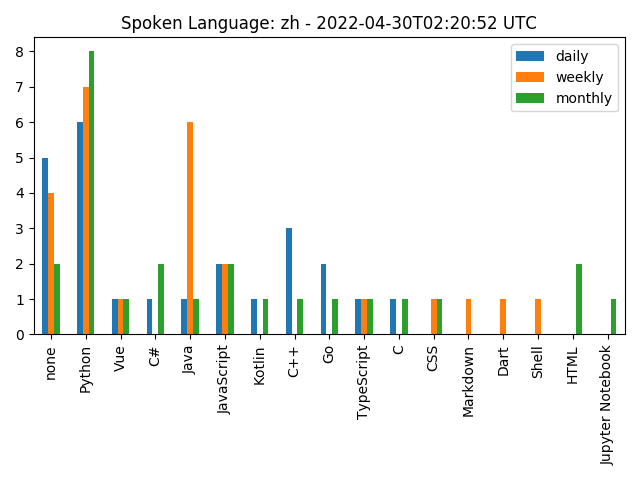 Spoken Language: zh - 2022-04-30T02:20:52 UTC
daily
weekly
monthly
8
7
6
5
4
3
2
1
0
none
Python
Vue
C#
Java
JavaScript
Kotlin
C++
Go
TypeScript
C
CSS
Markdown
Dart
Shell
HTML
Jupyter Notebook